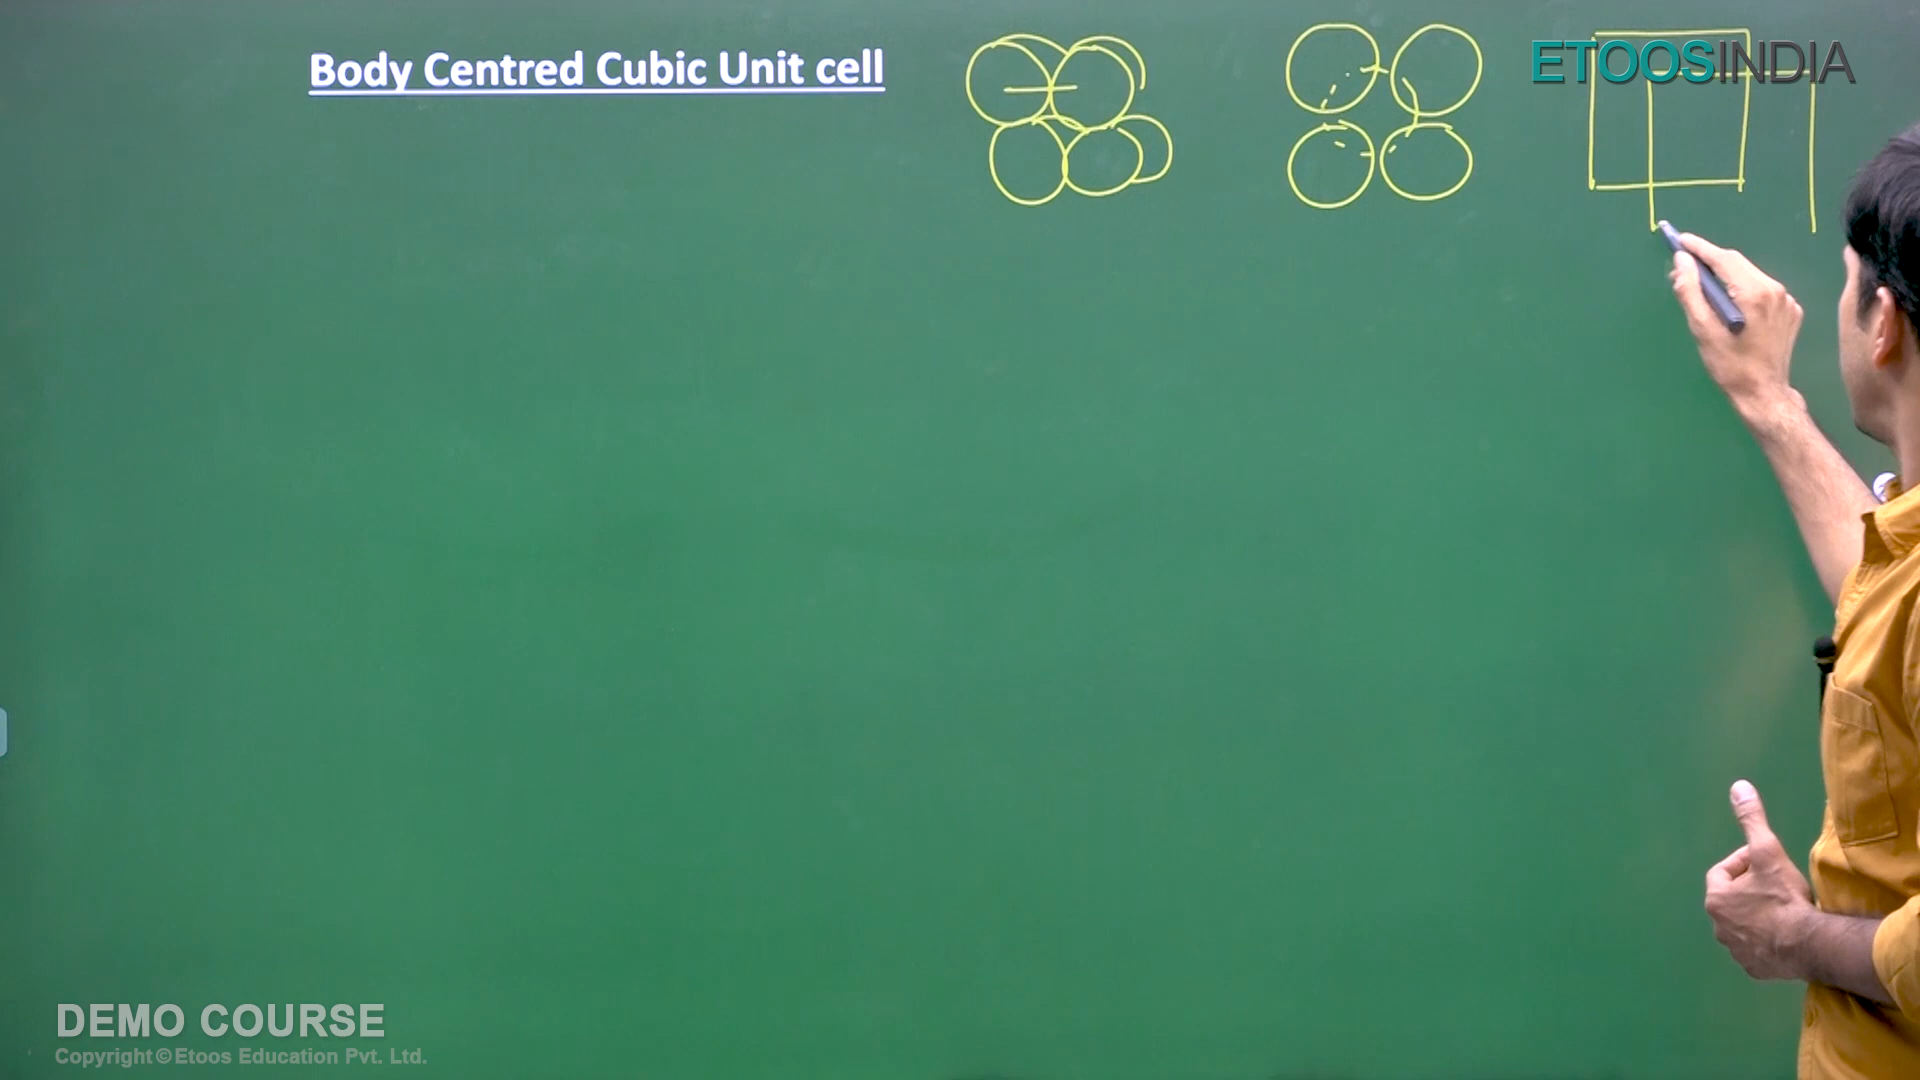 Body Centred Cubic Unit cell
ETOOSINDIA
DEMO COURSE
Copyright©Etoos Education Pvt. Ltd.